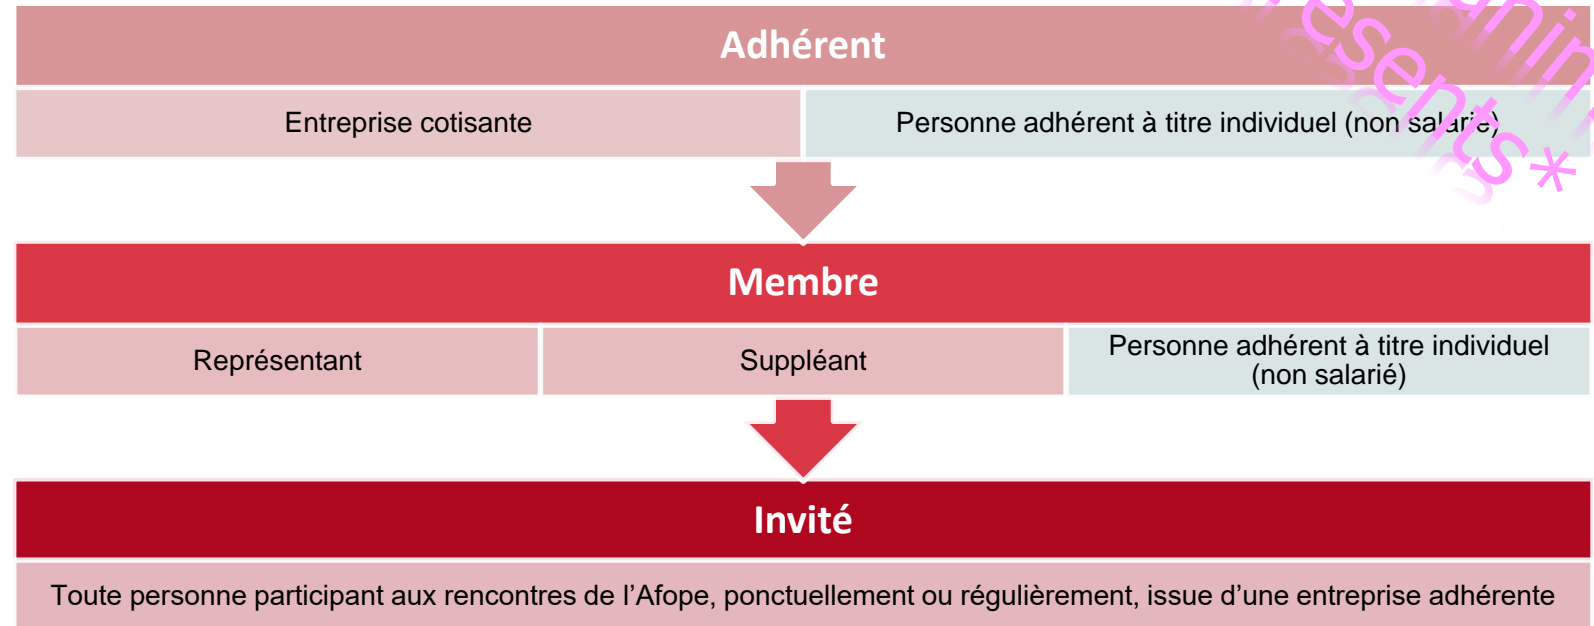 Adhérent
Entreprise cotisante
Personne adhérent à titre individuel (non salarié)
Membre
Représentant
Suppléant
Personne adhérent à titre individuel
(non salarié)
Invité
Toute personne participant aux rencontres de l’Afope, ponctuellement ou régulièrement, issue d’une entreprise adhérente